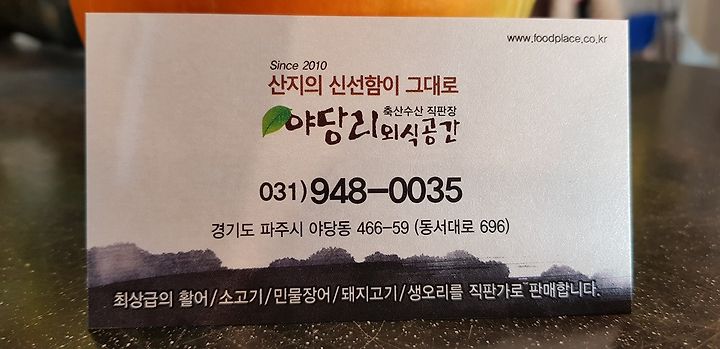 www.foodplace.co.kr
Since 2010
산지의 신선함이 그대로
축산수산 직판장
야당리외식공간
031)948-0035
경기도 파주시 야당동 466-59 (동서대로 696)
최상급의 활어/소고기/민물장어/돼지고기/생오리를 직판가로 판매합니다.